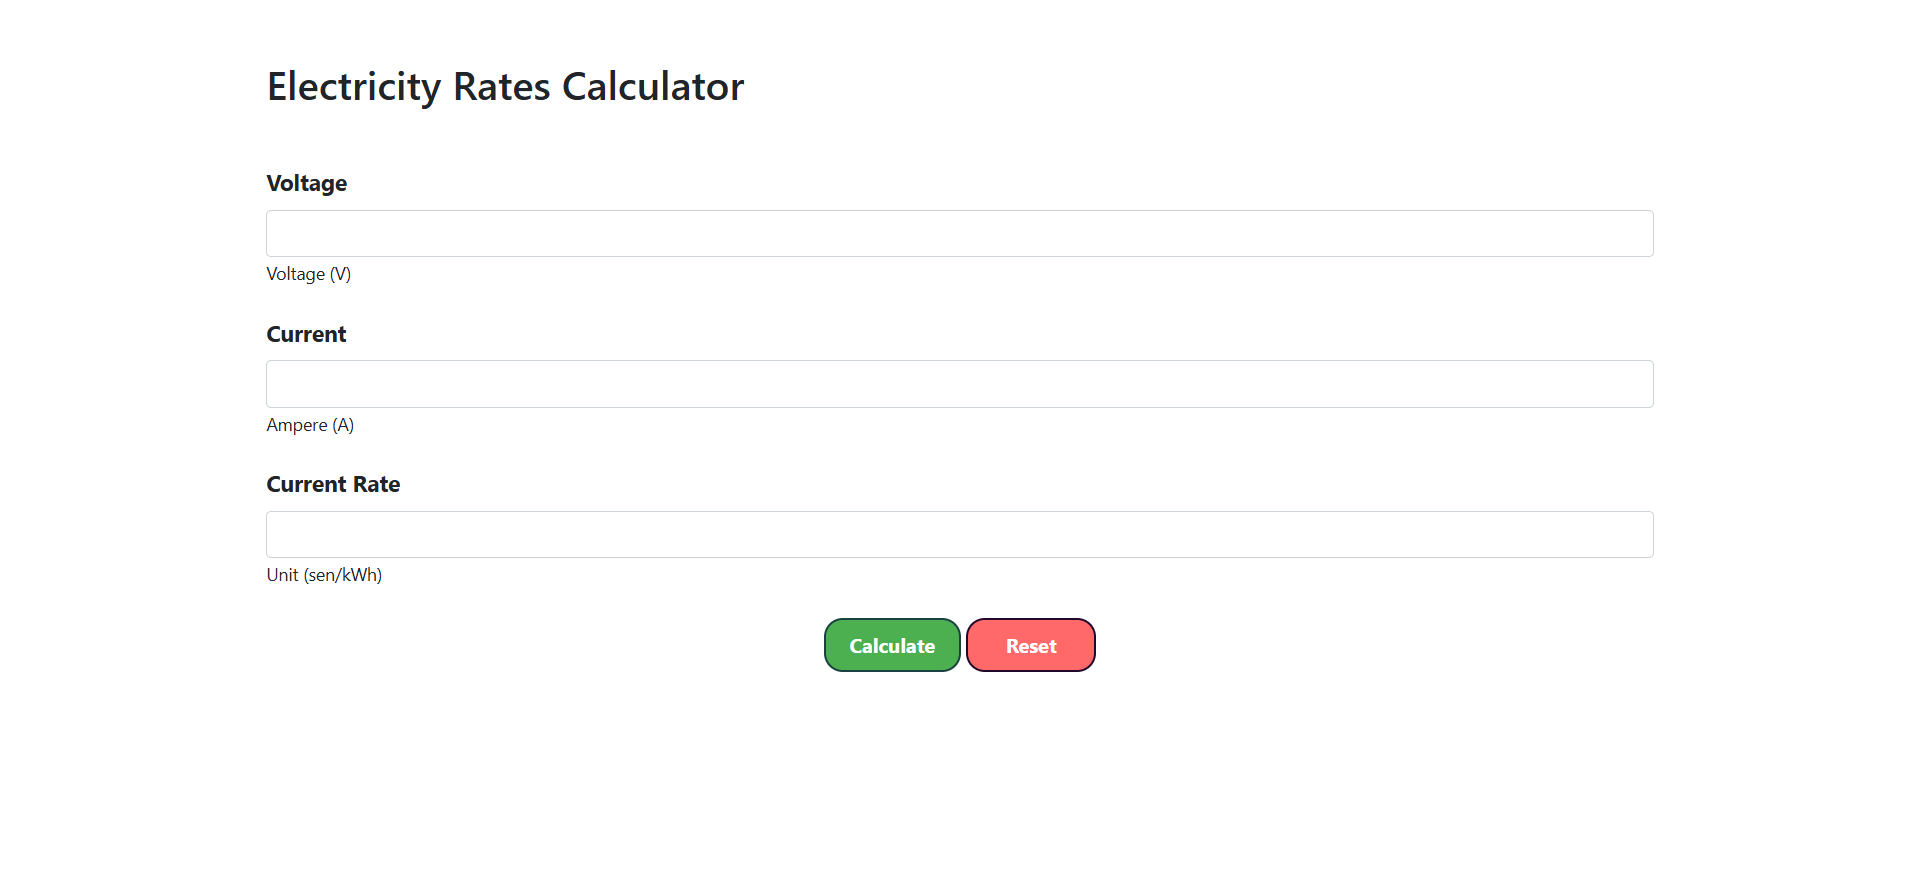 Electricity Rates Calculator
Voltage
Voltage (V)
Current
Ampere (A)
Current Rate
Unit (sen/kWh)
Calculate Reset